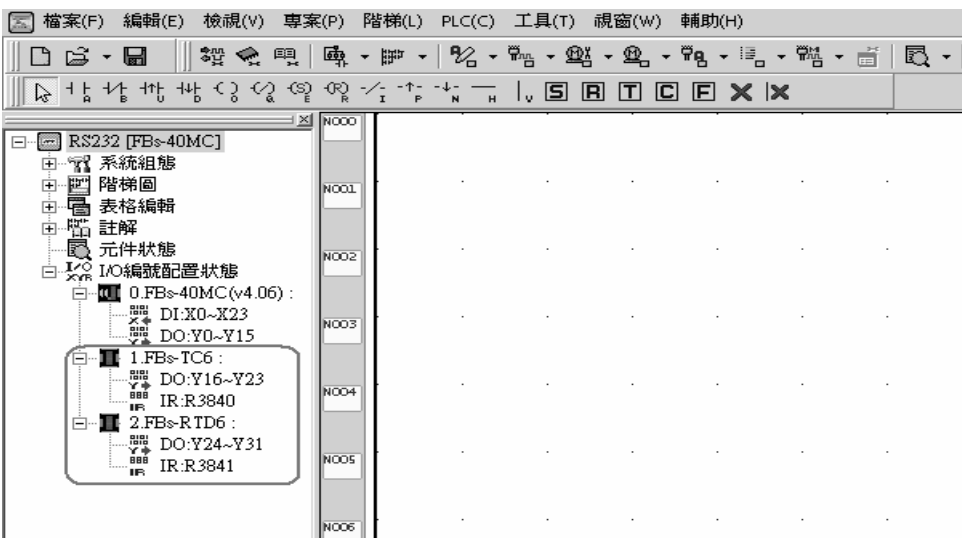 檔案(F) 編輯(E) 檢視(V) 專案(P) 階梯(L) PLC(C) 工具(T) 視窗(W) 輔助(H)
A B U D O Q E R I P N H V S R T C F
RS232 [FBs-40MC]
系統組態
階梯圖
表格編輯
註解
元件狀態
I/O編號配置狀態
0.FBs-40MC(v4.06) :
DI:X0~X23
DO:Y0~Y15
1.FBs-TC6 :
DO:Y16~Y23
IR:R3840
2.FBs-RTD6 :
DO:Y24~Y31
IR:R3841
N000
N001
N002
N003
N004
N005
N006